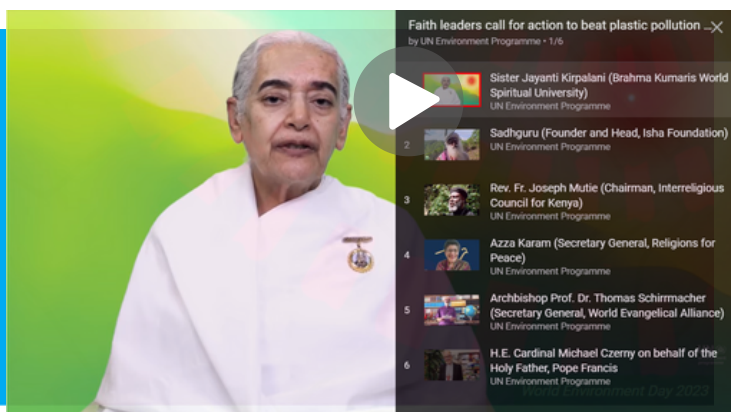 Faith leaders call for action to beat plastic pollution ...
by UN Environment Programme • 1/6
Sister Jayanti Kirpalani (Brahma Kumaris World
Spiritual University)
UN Environment Programme
2
Sadhguru (Founder and Head, Isha Foundation)
UN Environment Programme
3
Rev. Fr. Joseph Mutie (Chairman, Interreligious
Council for Kenya)
UN Environment Programme
4
Azza Karam (Secretary General, Religions for
Peace)
UN Environment Programme
5
Archbishop Prof. Dr. Thomas Schirrmacher
(Secretary General, World Evangelical Alliance)
UN Environment Programme
6
H.E. Cardinal Michael Czerny on behalf of the
Holy Father, Pope Francis
UN Environment Programme
World Environment Day 2023